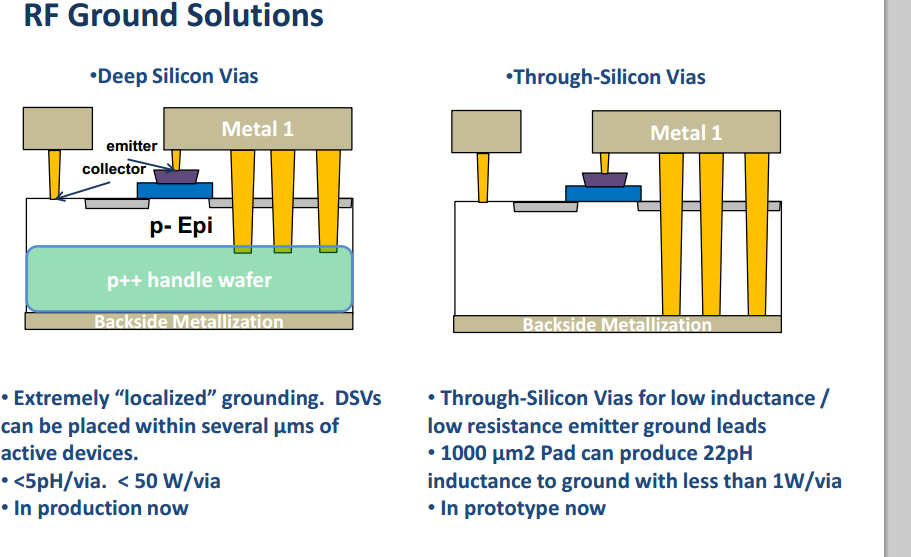 RF Ground Solutions
•Deep Silicon Vias
Metal 1
emitter
collector
p- Epi
p++ handle wafer
Backside Metallization
• Extremely “localized” grounding. DSVs
can be placed within several μms of
active devices.
• <5pH/via. < 50 W/via
• In production now
•Through-Silicon Vias
Metal 1
Backside Metallization
• Through-Silicon Vias for low inductance /
low resistance emitter ground leads
• 1000 μm2 Pad can produce 22pH
inductance to ground with less than 1W/via
• In prototype now